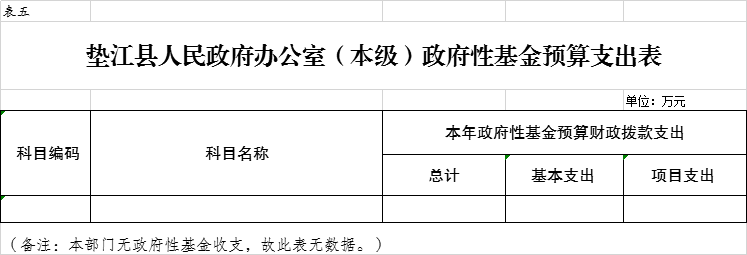 表五
垫江县人民政府办公室（本级）政府性基金预算支出表
单位：万元
科目编码 科目名称 本年政府性基金预算财政拨款支出
总计 基本支出 项目支出
（备注：本部门无政府性基金收支，故此表无数据。）